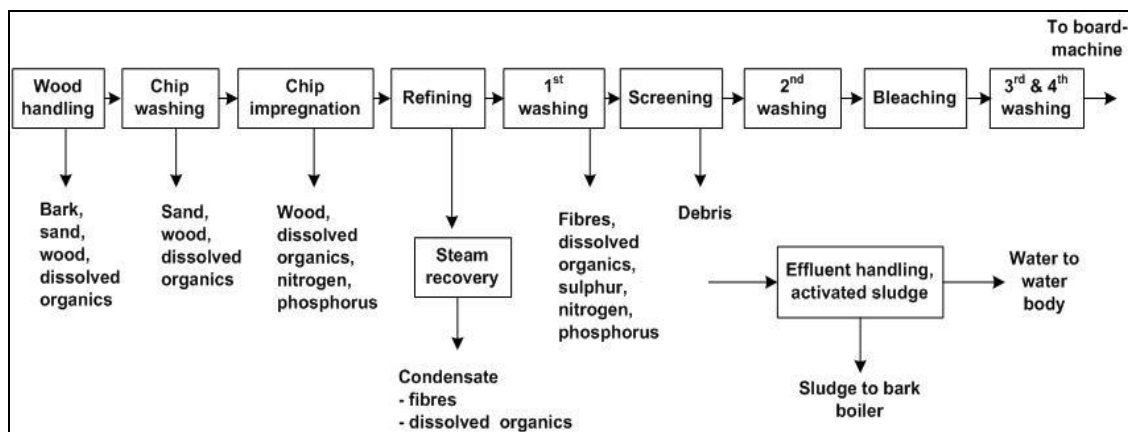 To board-
machine
Wood
handling
Chip
washing
Chip
impregnation
Refining
1st
washing
Screening
2nd
washing
Bleaching
3rd & 4th
washing
Bark,
sand,
wood,
dissolved
organics
Sand,
wood,
dissolved
organics
Wood,
dissolved
organics,
nitrogen,
phosphorus
Steam
recovery
Condensate
- fibres
- dissolved organics
Fibres,
dissolved
organics,
sulphur,
nitrogen,
phosphorus
Debris
Effluent handling,
activated sludge
Water to
water
body
Sludge to bark
boiler